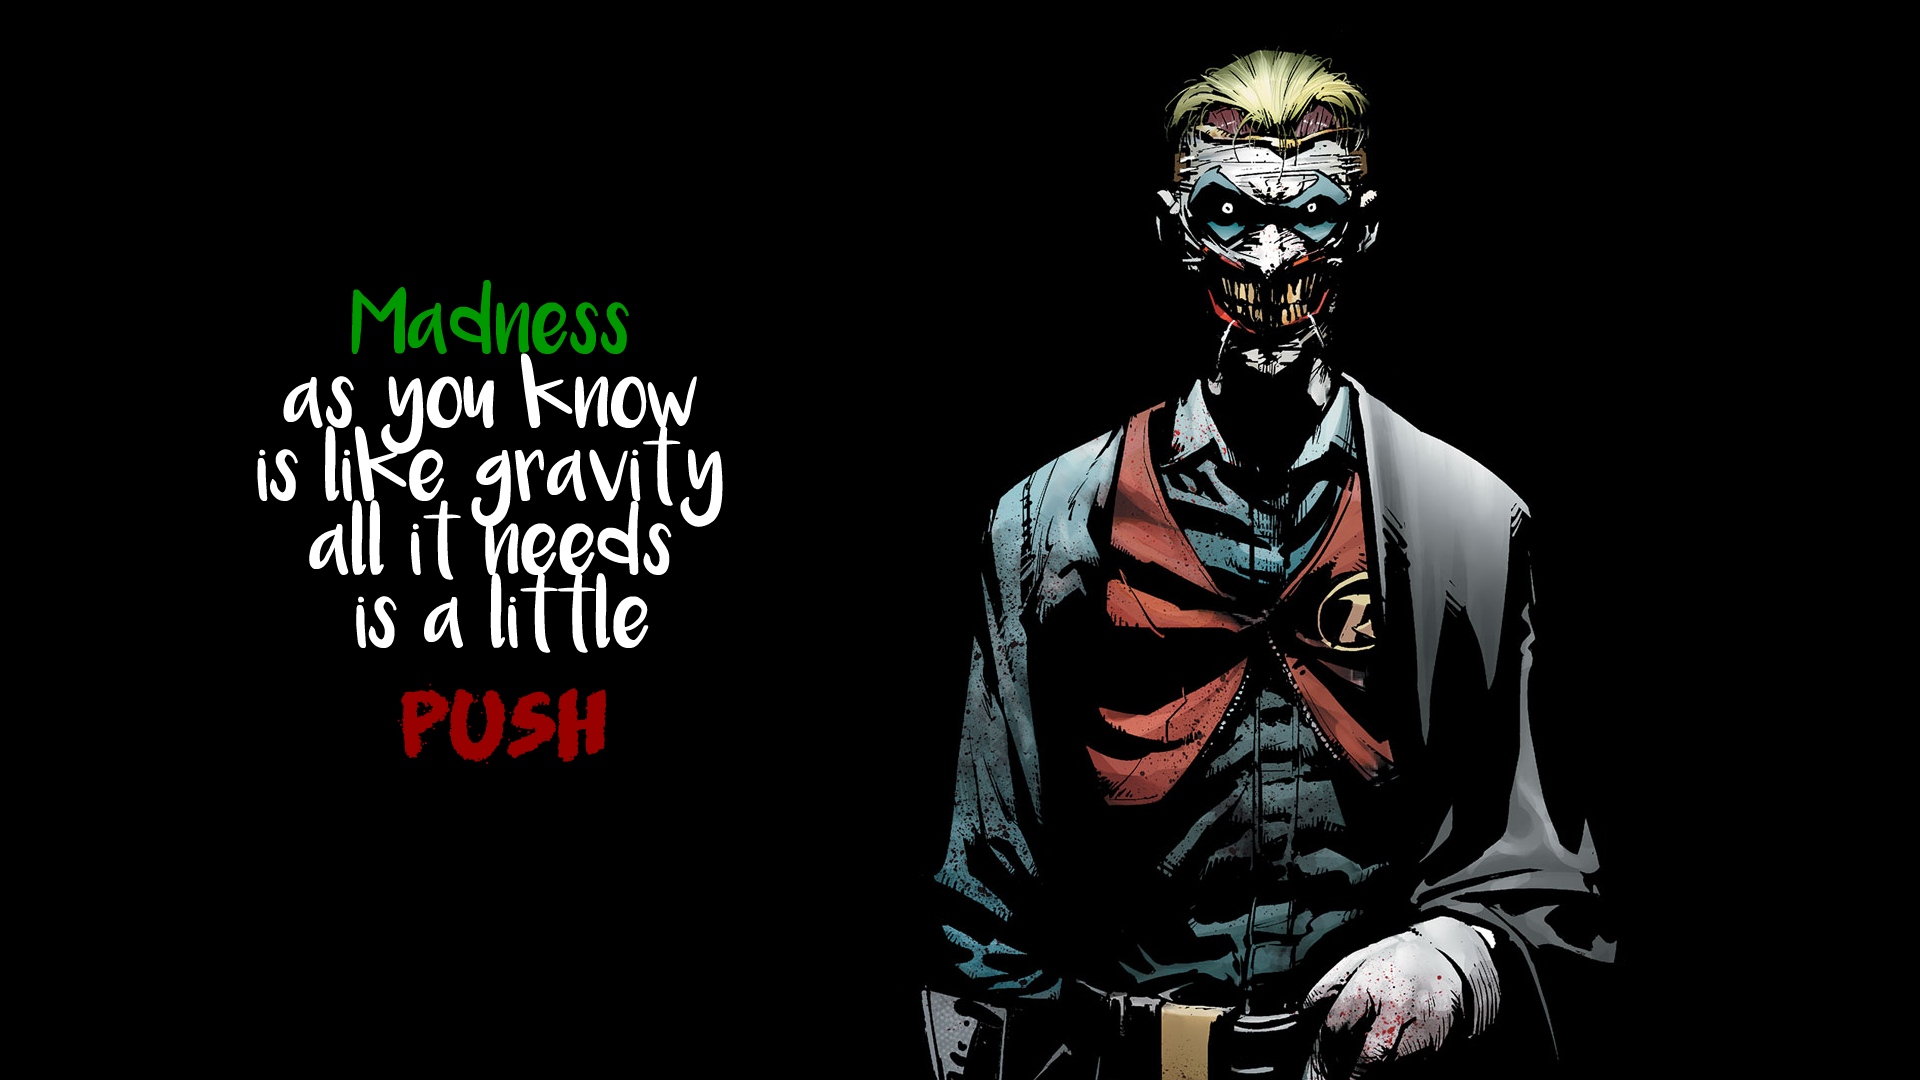 Madness
as you know
is like gravity
all it needs
is a little
PUSH